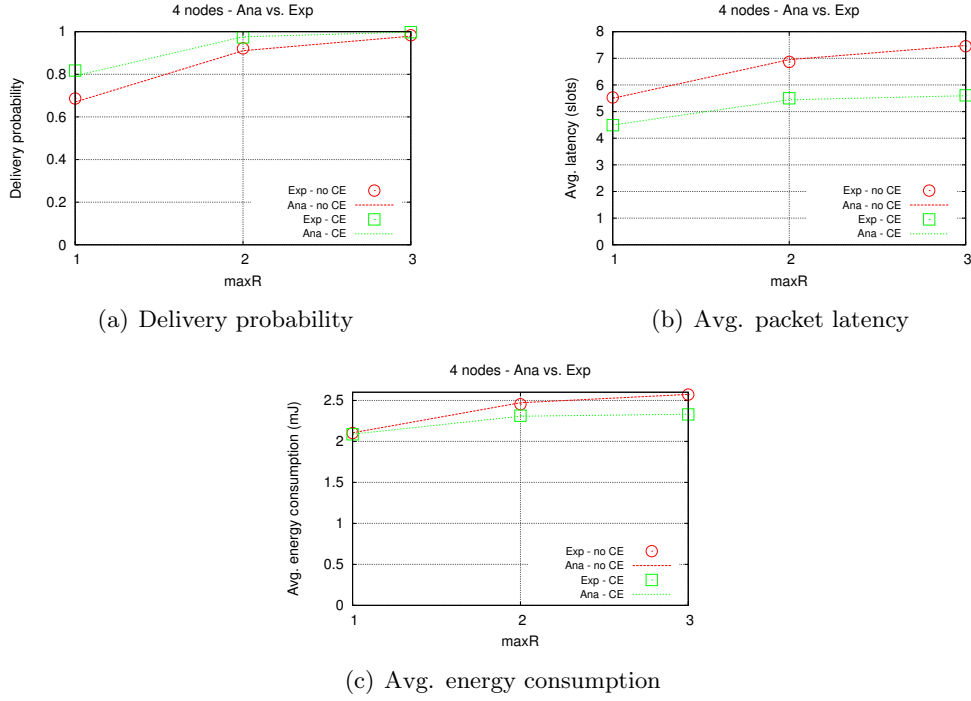 4 nodes - Ana vs. Exp
1
0.8
0.6
0.4
0.2
0
Delivery probability
Exp - no CE
Ana - no CE
Exp - CE
Ana - CE
1 2 3
maxR
(a) Delivery probability
4 nodes - Ana vs. Exp
8
7
6
5
4
3
2
1
0
Avg. latency (slots)
Exp - no CE
Ana - no CE
Exp - CE
Ana - CE
1 2 3
maxR
(b) Avg. packet latency
4 nodes - Ana vs. Exp
2.5
2
1.5
1
0.5
0
Avg. energy consumption (mJ)
Exp - no CE
Ana - no CE
Exp - CE
Ana - CE
1 2 3
maxR
(c) Avg. energy consumption